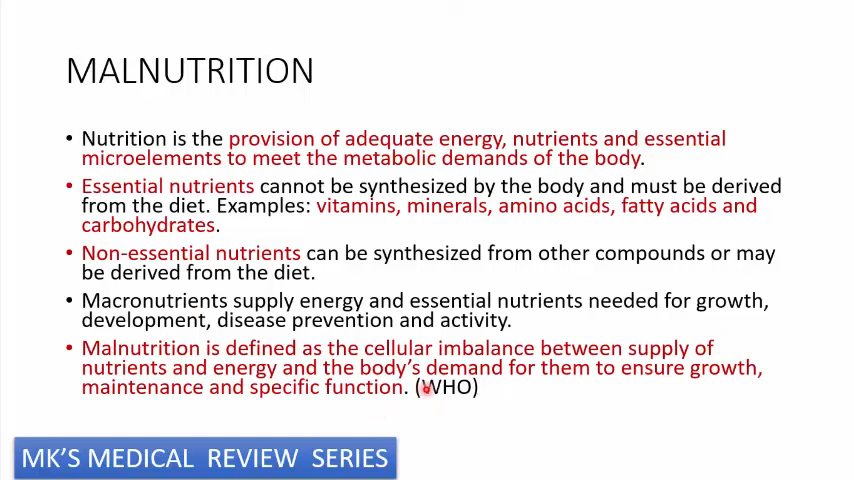 MALNUTRITION
• Nutrition is the provision of adequate energy, nutrients and essential
microelements to meet the metabolic demands of the body.
• Essential nutrients cannot be synthesized by the body and must be derived
from the diet. Examples: vitamins, minerals, amino acids, fatty acids and
carbohydrates.
• Non-essential nutrients can be synthesized from other compounds or may
be derived from the diet.
• Macronutrients supply energy and essential nutrients needed for growth,
development, disease prevention and activity.
• Malnutrition is defined as the cellular imbalance between supply of
nutrients and energy and the body’s demand for them to ensure growth,
maintenance and specific function. (WHO)
MK’S MEDICAL REVIEW SERIES